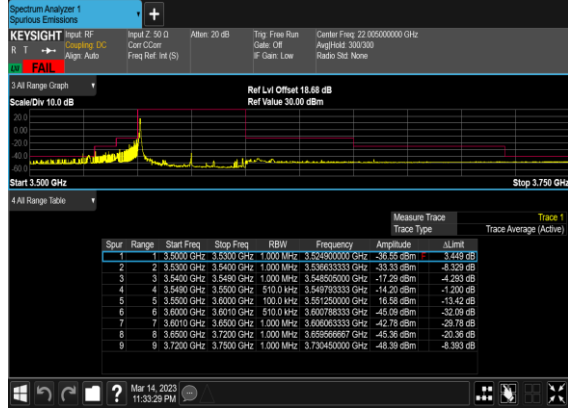 Spectrum Analyzer 1
Spurious Emissions
KEYSIGHT Input: RF Input Z: 50 Ω Atten: 20 dB Trig: Free Run Center Freq: 22.005000000 GHz
R T Coupling: DC Corr CCorr Gate: Off Avg|Hold: 300/300
Align: Auto Freq Ref: Int (S) IF Gain: Low Radio Std: None
FAIL
3 All Range Graph
Ref Lvl Offset 18.68 dB
Scale/Div 10.0 dB Ref Value 30.00 dBm
20.0
0.00
-20.0
-40.0
-60.0
Start 3.500 GHz Stop 3.750 GHz
4 All Range Table
Measure Trace Trace 1
Trace Type Trace Average (Active)
Spur Range Start Freq Stop Freq RBW Frequency Amplitude ΔLimit
1 1 3.5000 GHz 3.5300 GHz 1.000 MHz 3.524900000 GHz -36.55 dBm 3.449 dB
2 2 3.5300 GHz 3.5400 GHz 1.000 MHz 3.536633333 GHz -33.33 dBm -8.329 dB
3 3 3.5400 GHz 3.5490 GHz 1.000 MHz 3.548505000 GHz -17.29 dBm -4.293 dB
4 4 3.5490 GHz 3.5500 GHz 510.0 kHz 3.549793333 GHz -14.20 dBm -1.200 dB
5 5 3.5500 GHz 3.6000 GHz 100.0 kHz 3.551250000 GHz 16.58 dBm -13.42 dB
6 6 3.6000 GHz 3.6010 GHz 510.0 kHz 3.600788333 GHz -45.09 dBm -32.09 dB
7 7 3.6010 GHz 3.6500 GHz 1.000 MHz 3.606063333 GHz -42.78 dBm -29.78 dB
8 8 3.6500 GHz 3.7200 GHz 1.000 MHz 3.659566667 GHz -45.36 dBm -20.36 dB
9 9 3.7200 GHz 3.7500 GHz 1.000 MHz 3.730450000 GHz -48.39 dBm -8.393 dB
Mar 14, 2023
11:33:29 PM